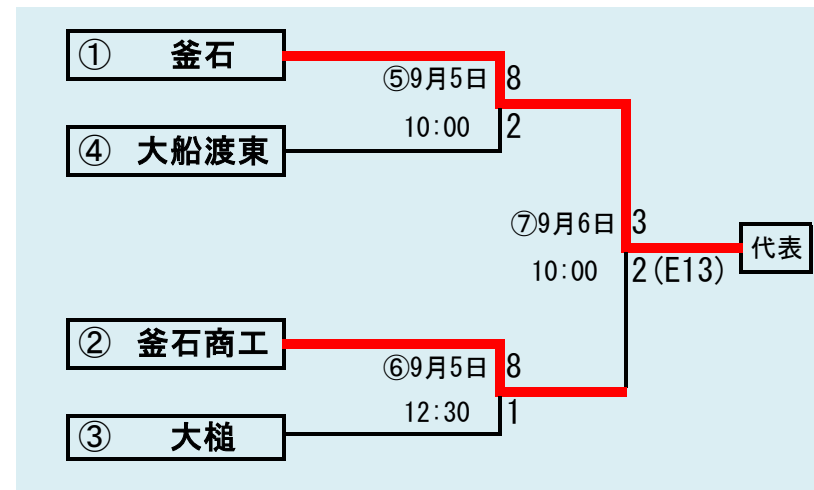 ① 釜石
⑤9月5日 8
10:00 2
④ 大船渡東
⑦9月6日 3
代表
10:00 2(E13)
② 釜石商工
⑥9月5日 8
12:30 1
③ 大槌